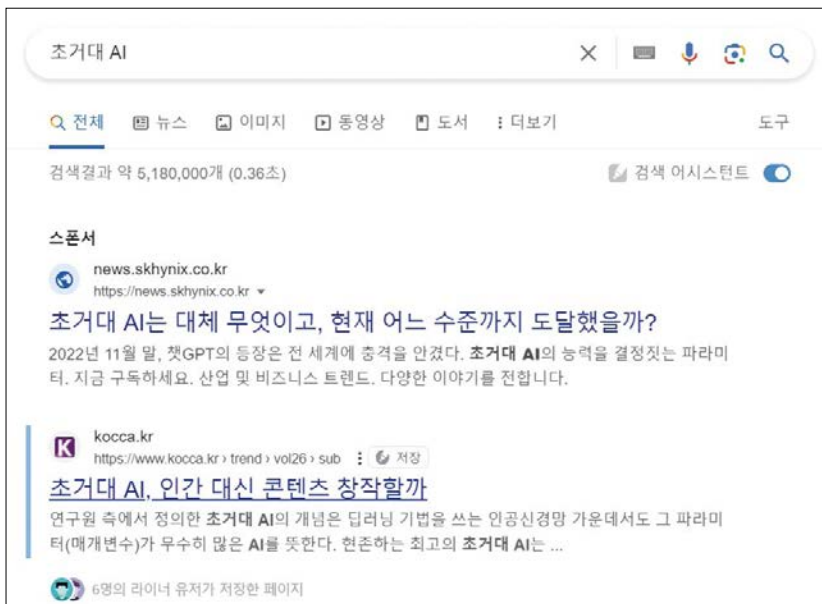 초거대 AI
전체 뉴스 이미지 동영상 도서 더보기 도구
검색결과 약 5,180,000개 (0.36초) 검색 어시스턴트
스폰서
news.skhynix.co.kr
https://news.skhynix.co.kr
초거대 AI는 대체 무엇이고, 현재 어느 수준까지 도달했을까?
2022년 11월 말, 챗GPT의 등장은 전 세계에 충격을 안겼다. 초거대 AI의 능력을 결정짓는 파라미
터. 지금 구독하세요. 산업 및 비즈니스 트렌드. 다양한 이야기를 전합니다.
K
kocca.kr
https://www.kocca.kr › trend › vol26 › sub 저장
초거대 AI, 인간 대신 콘텐츠 창작할까
연구원 측에서 정의한 초거대 AI의 개념은 딥러닝 기법을 쓰는 인공신경망 가운데서도 그 파라미
터(매개변수)가 무수히 많은 AI를 뜻한다. 현존하는 최고의 초거대 AI는 ...
6명의 라이너 유저가 저장한 페이지